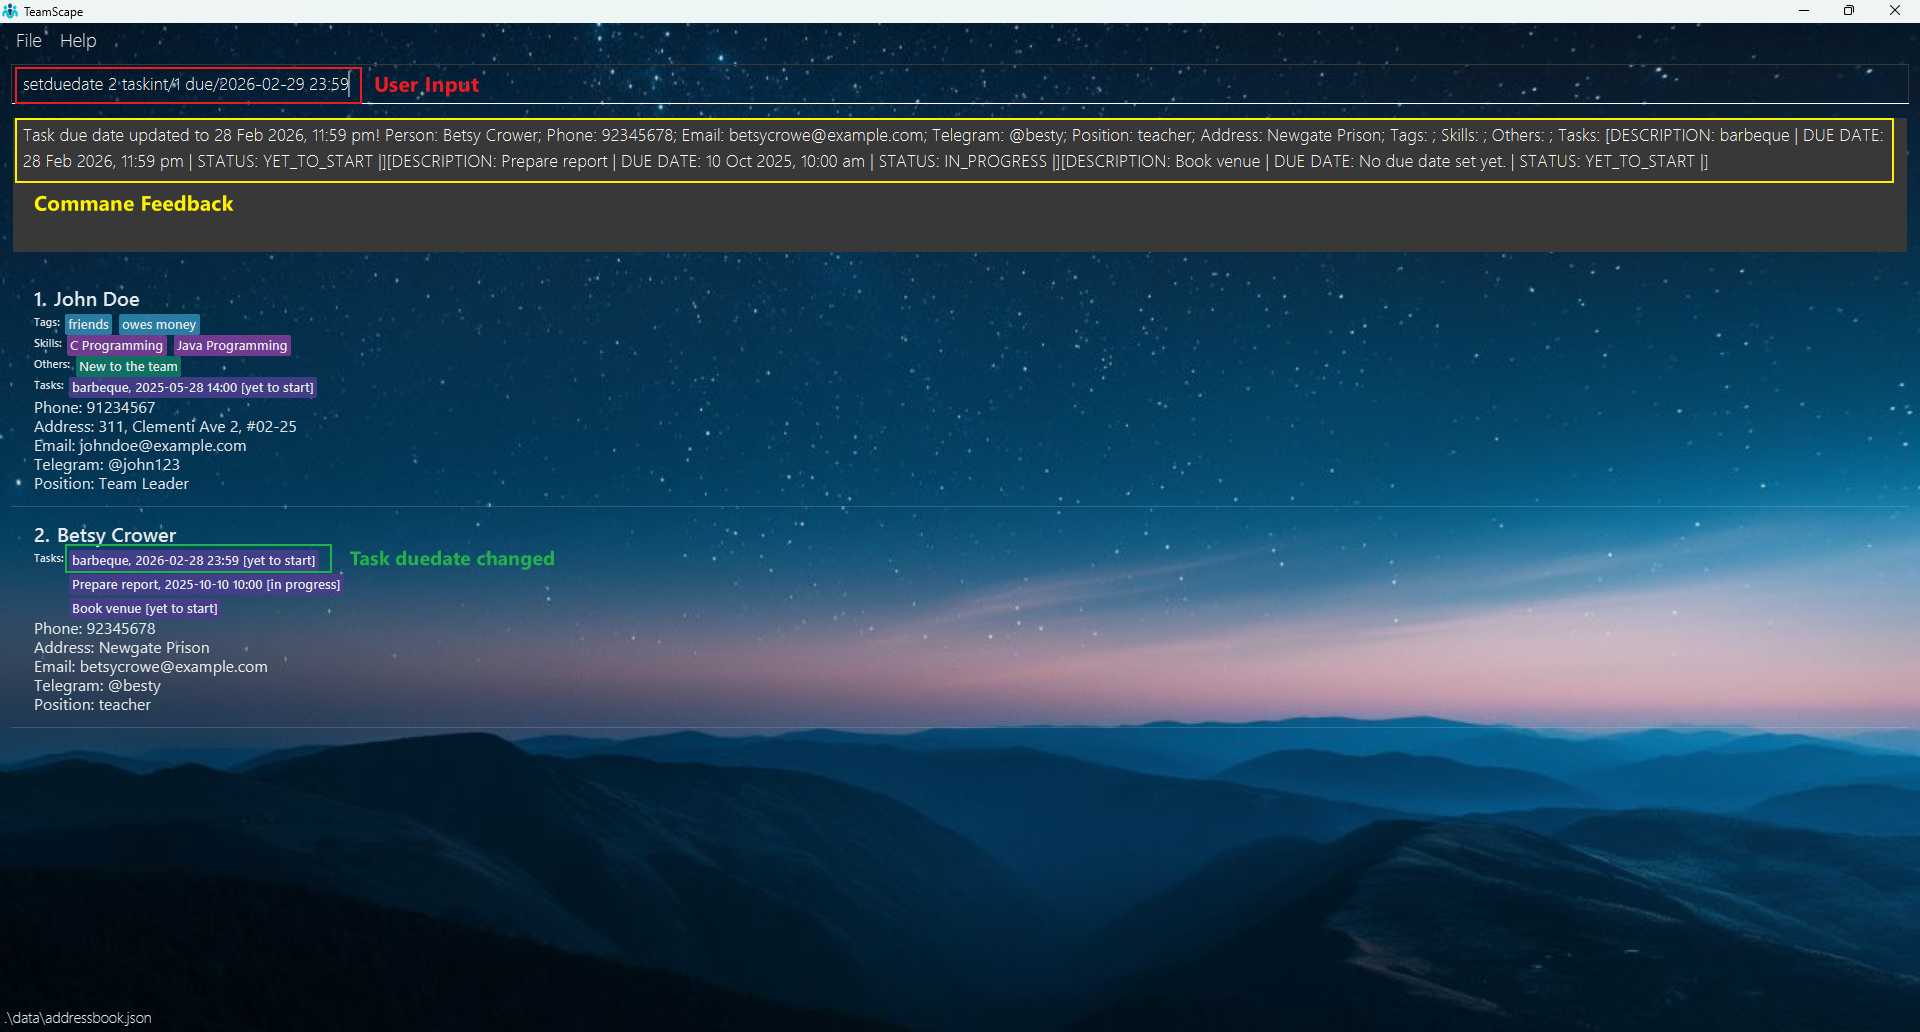 TeamScape
File Help
setduedate 2 taskint/1 due/2026-02-29 23:59 User Input
Task due date updated to 28 Feb 2026, 11:59 pm! Person: Betsy Crower; Phone: 92345678; Email: betsycrowe@example.com; Telegram: @besty; Position: teacher; Address: Newgate Prison; Tags: ; Skills: ; Others: ; Tasks: [DESCRIPTION: barbeque | DUE DATE:
28 Feb 2026, 11:59 pm | STATUS: YET_TO_START |][DESCRIPTION: Prepare report | DUE DATE: 10 Oct 2025, 10:00 am | STATUS: IN_PROGRESS |][DESCRIPTION: Book venue | DUE DATE: No due date set yet. | STATUS: YET_TO_START |]
Commane Feedback
1. John Doe
Tags: friends owes money
Skills: C Programming Java Programming
Others: New to the team
Tasks: barbeque, 2025-05-28 14:00 [yet to start]
Phone: 91234567
Address: 311, Clementi Ave 2, #02-25
Email: johndoe@example.com
Telegram: @john123
Position: Team Leader
2. Betsy Crower
Tasks: barbeque, 2026-02-28 23:59 [yet to start] Task duedate changed
Prepare report, 2025-10-10 10:00 [in progress]
Book venue [yet to start]
Phone: 92345678
Address: Newgate Prison
Email: betsycrowe@example.com
Telegram: @besty
Position: teacher
.\data\addressbook.json